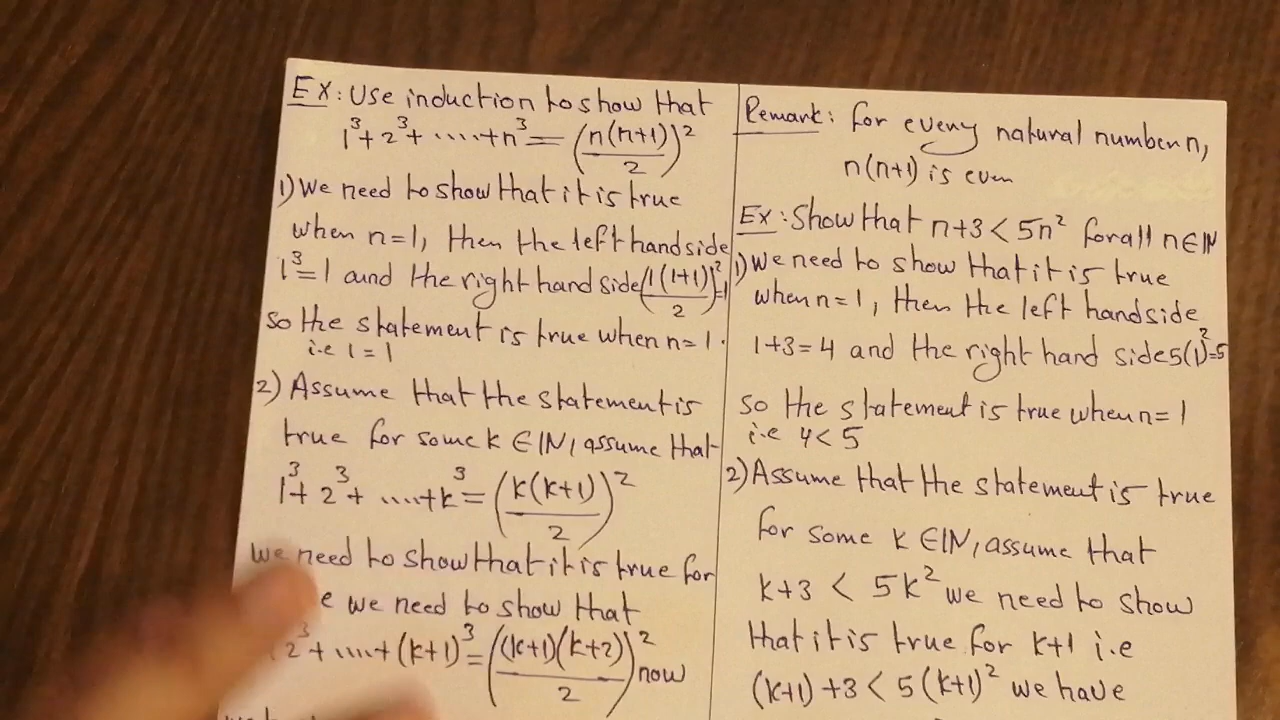 Ex: Use induction to show that
1³+2³+ .....+n³ = (n(n+1)/2)²
1) We need to show that it is true
when n=1, then the left hand side
1³=1 and the right hand side (1(1+1)/2)²=1
so the statement is true when n=1.
i.e 1=1
2) Assume that the statement is
true for some k ∈ ℕ, assume that
1³+2³+ .....+k³ = (k(k+1)/2)²
we need to show that it is true for
e we need to show that
2³+.....+(k+1)³ = ((k+1)(k+2)/2)² now
Remark: for every natural number n,
n(n+1) is even
Ex: Show that n+3 < 5n² for all n ∈ ℕ
1) We need to show that it is true
when n=1, then the left hand side
1+3=4 and the right hand side 5(1)²=5
so the statement is true when n=1
i.e 4<5
2) Assume that the statement is true
for some k ∈ ℕ, assume that
k+3 < 5k² we need to show
that it is true for k+1 i.e
(k+1)+3 < 5(k+1)² we have